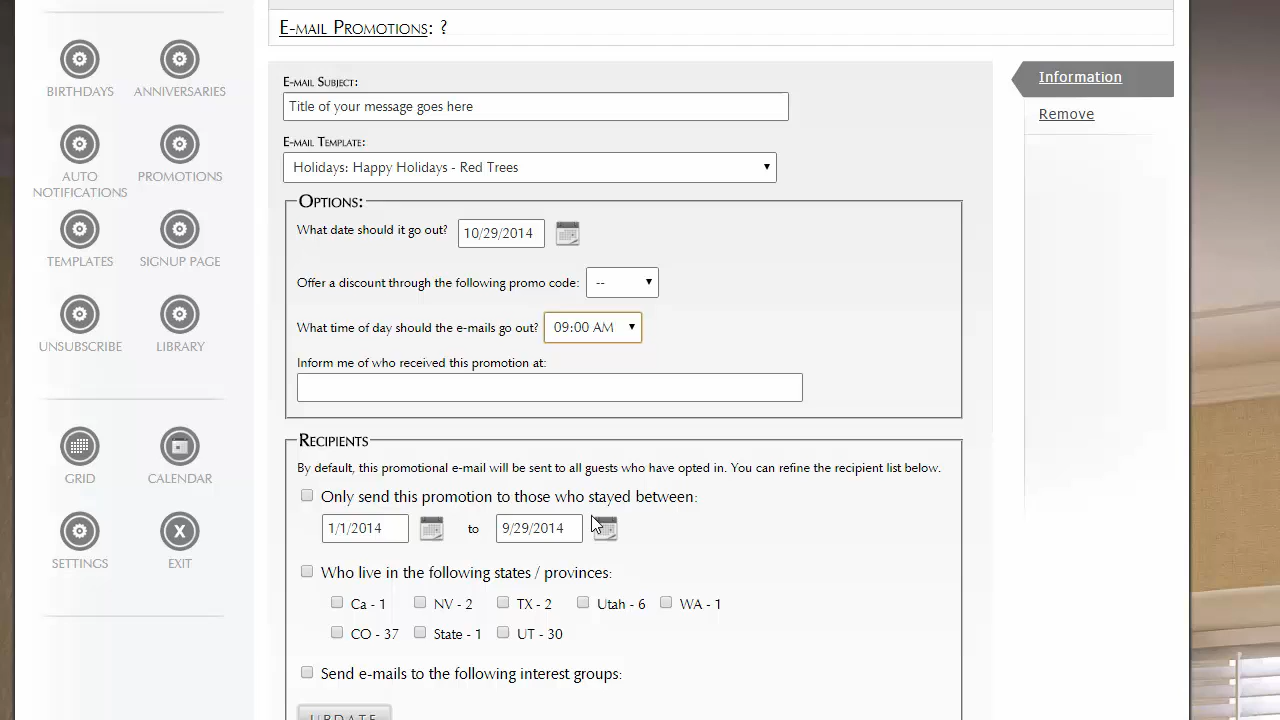 E-mail Promotions: ?
BIRTHDAYS
ANNIVERSARIES
AUTO NOTIFICATIONS
PROMOTIONS
TEMPLATES
SIGNUP PAGE
UNSUBSCRIBE
LIBRARY
GRID
CALENDAR
SETTINGS
X
EXIT
E-mail Subject:
Title of your message goes here
E-mail Template:
Holidays: Happy Holidays - Red Trees
Options:
What date should it go out? 10/29/2014
Offer a discount through the following promo code: --
What time of day should the e-mails go out? 09:00 AM
Inform me of who received this promotion at:
Recipients
By default, this promotional e-mail will be sent to all guests who have opted in. You can refine the recipient list below.
Only send this promotion to those who stayed between:
1/1/2014 to 9/29/2014
Who live in the following states / provinces:
Ca - 1 NV - 2 TX - 2 Utah - 6 WA - 1
CO - 37 State - 1 UT - 30
Send e-mails to the following interest groups:
UPDATE
Information
Remove